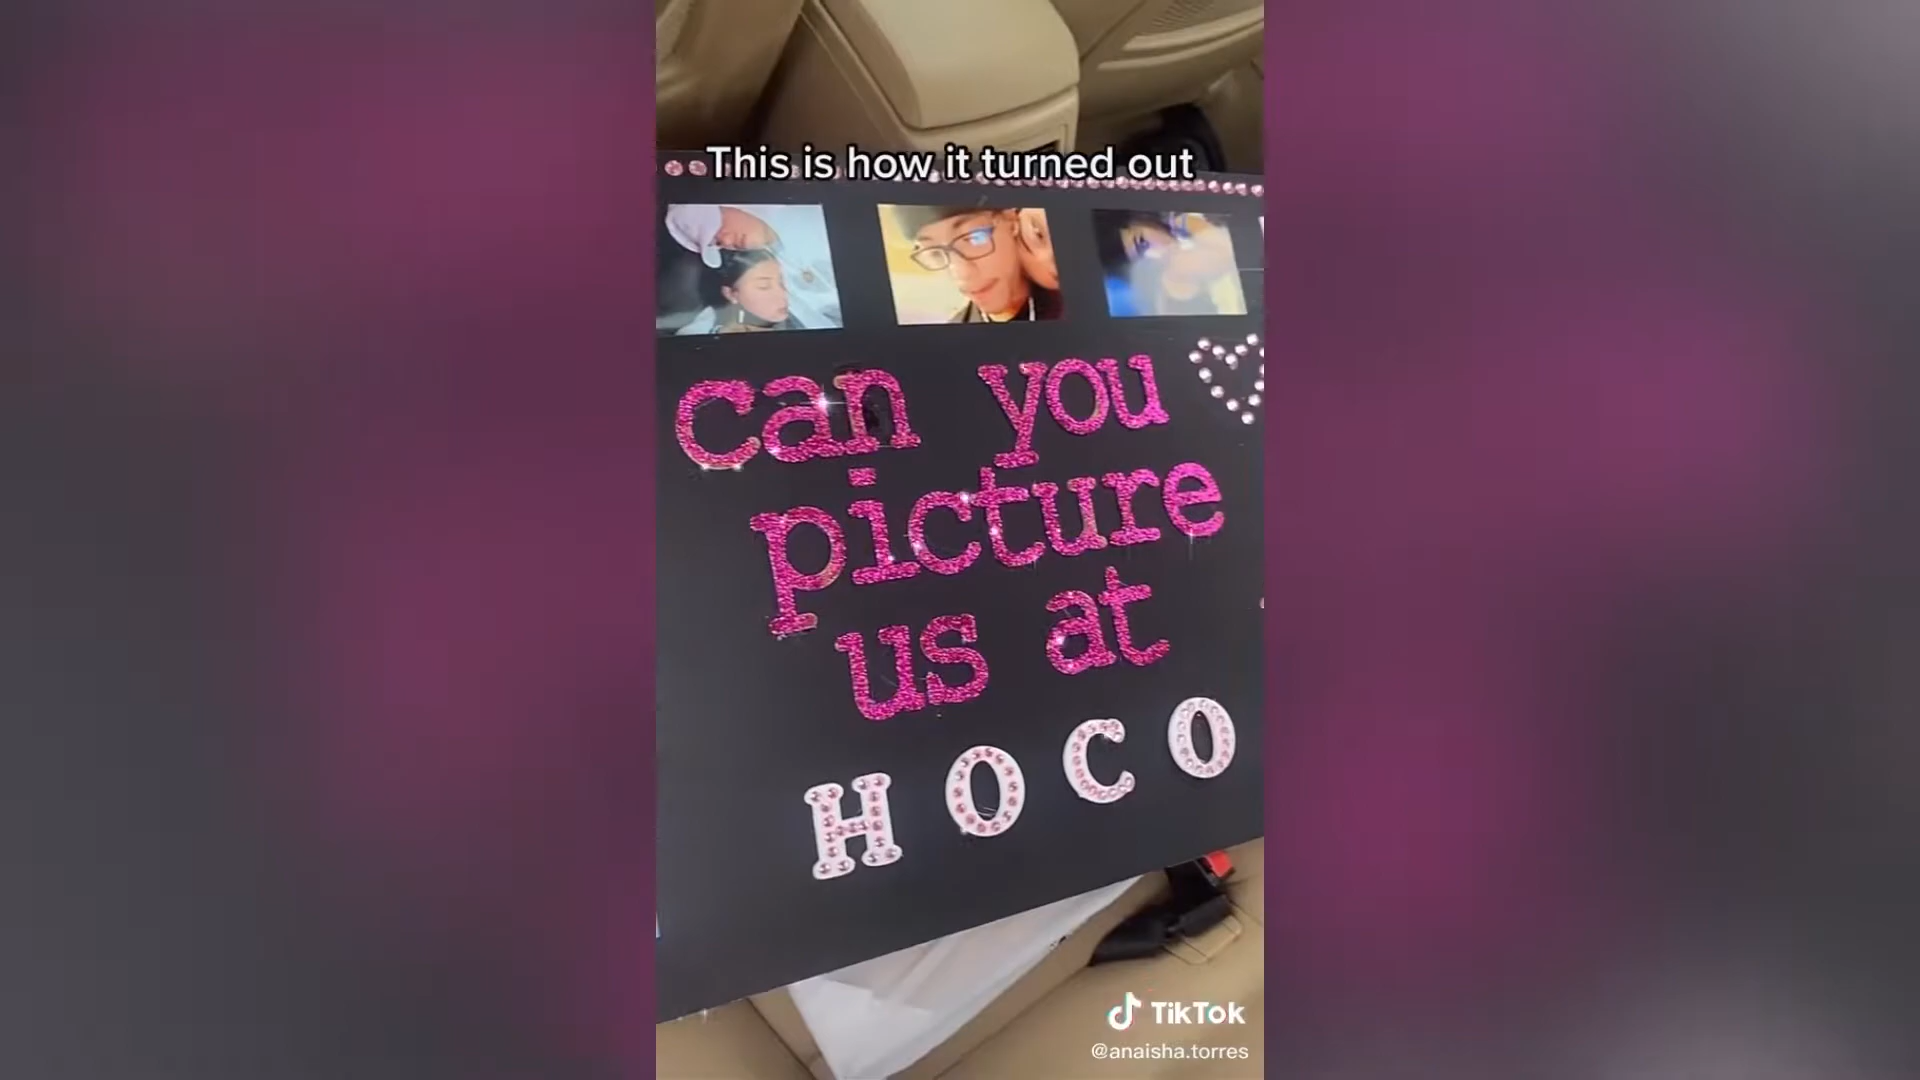 This is how it turned out
can you
picture
us at
HOCO
TikTok
@anaisha.torres